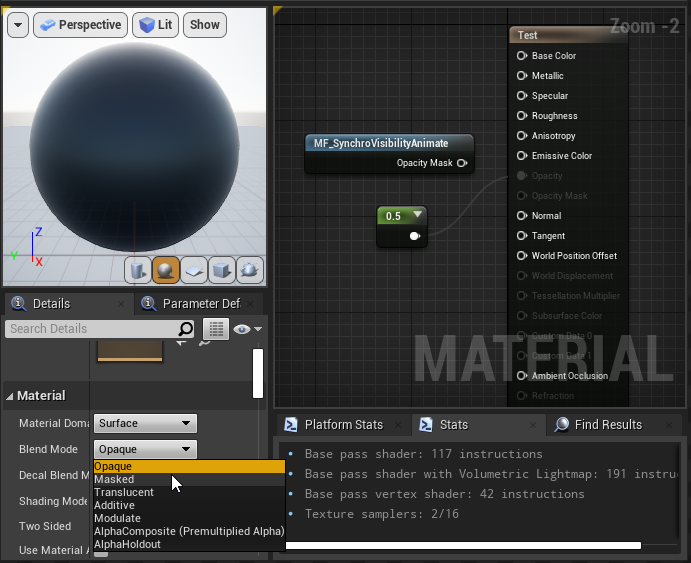 Perspective
Lit
Show
Z
Y
X
Details
Parameter Def
Search Details
Material
Material Doma
Surface
Blend Mode
Opaque
Decal Blend M
Shading Mode
Two Sided
Use Material A
Opaque
Masked
Translucent
Additive
Modulate
AlphaComposite (Premultiplied Alpha)
AlphaHoldout
Zoom -2
MF_SynchroVisibilityAnimate
Opacity Mask
0.5
Test
Base Color
Metallic
Specular
Roughness
Anisotropy
Emissive Color
Opacity
Opacity Mask
Normal
Tangent
World Position Offset
World Displacement
Tessellation Multiplier
Subsurface Color
Custom Data 0
Custom Data 1
Ambient Occlusion
Refraction
MATERIAL
Platform Stats
Stats
Find Results
Base pass shader: 117 instructions
Base pass shader with Volumetric Lightmap: 191 instru
Base pass vertex shader: 42 instructions
Texture samplers: 2/16